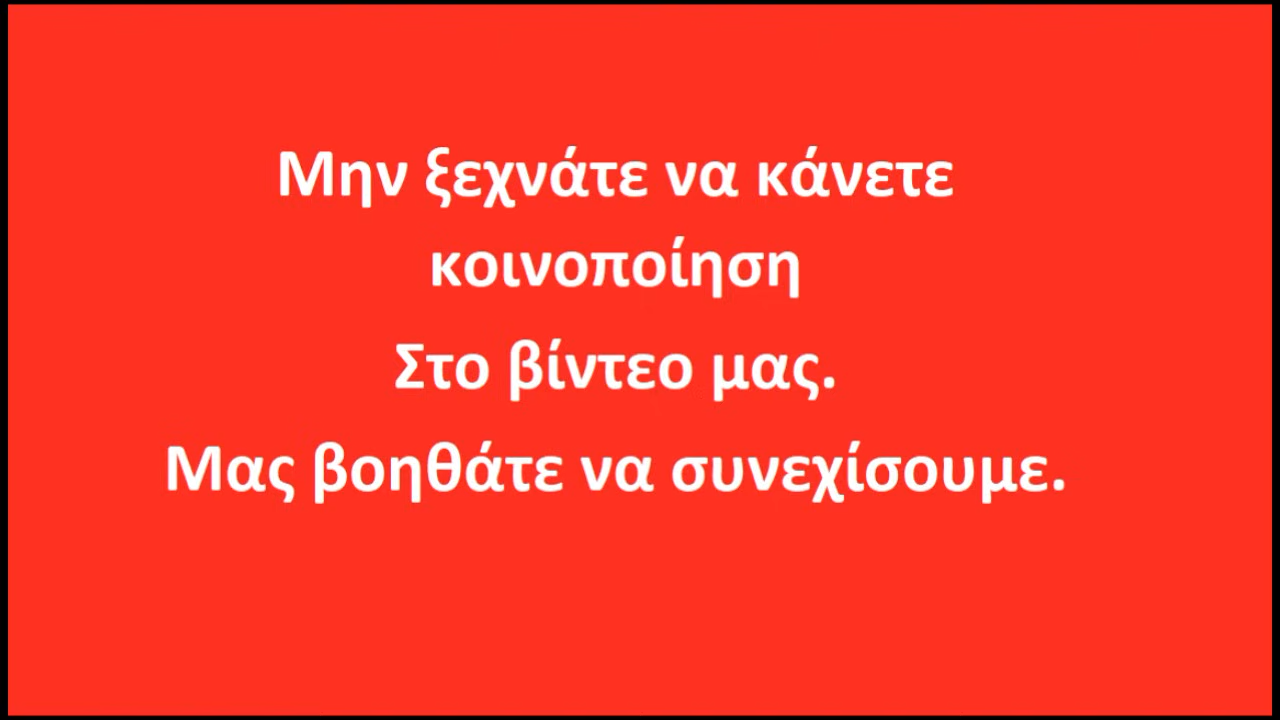 Μην ξεχνάτε να κάνετε
κοινοποίηση
Στο βίντεο μας.
Μας βοηθάτε να συνεχίσουμε.